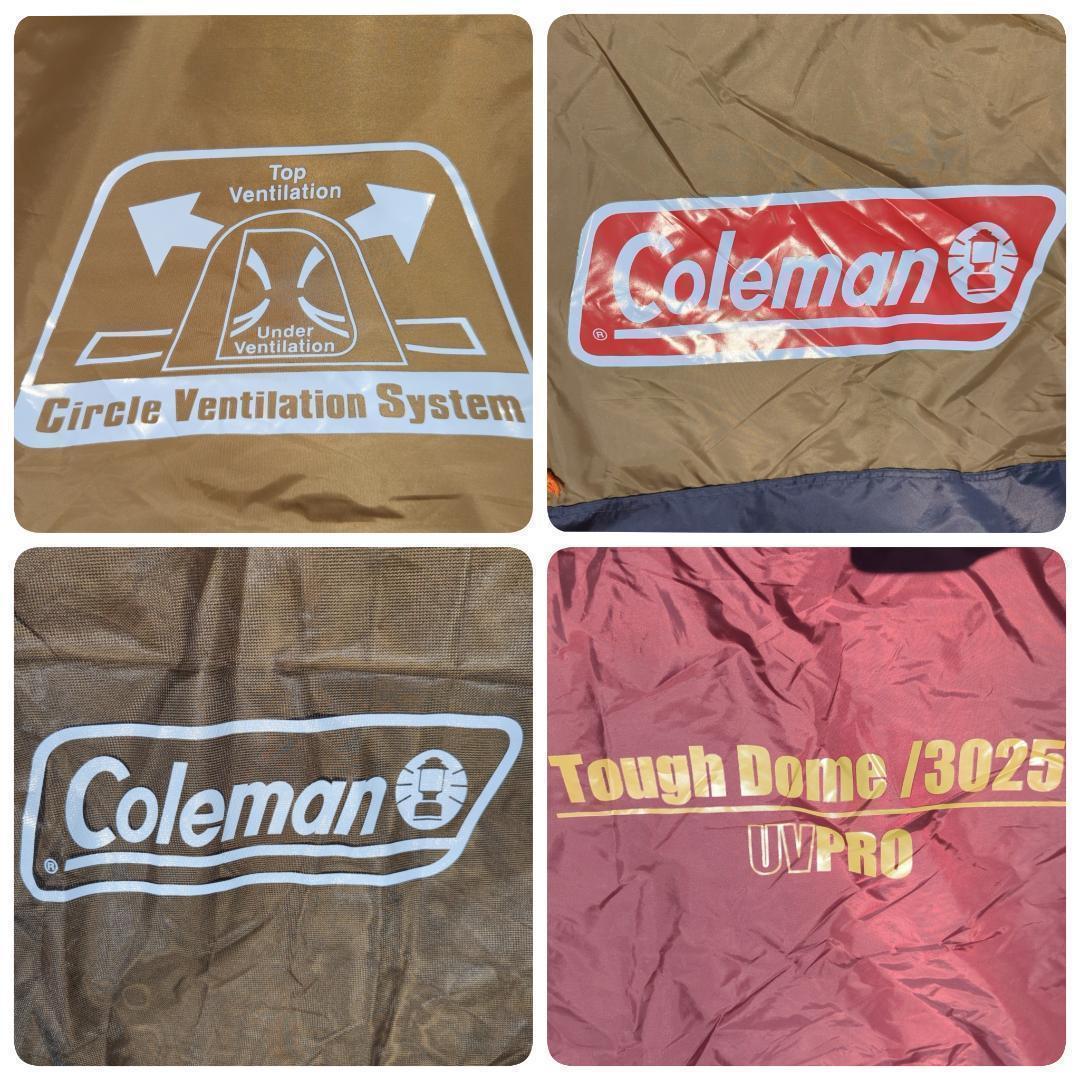 Top
Ventilation
Under
Ventilation
Circle Ventilation System
Coleman
®
Coleman
®
Tough Dome /3025
UVPRO